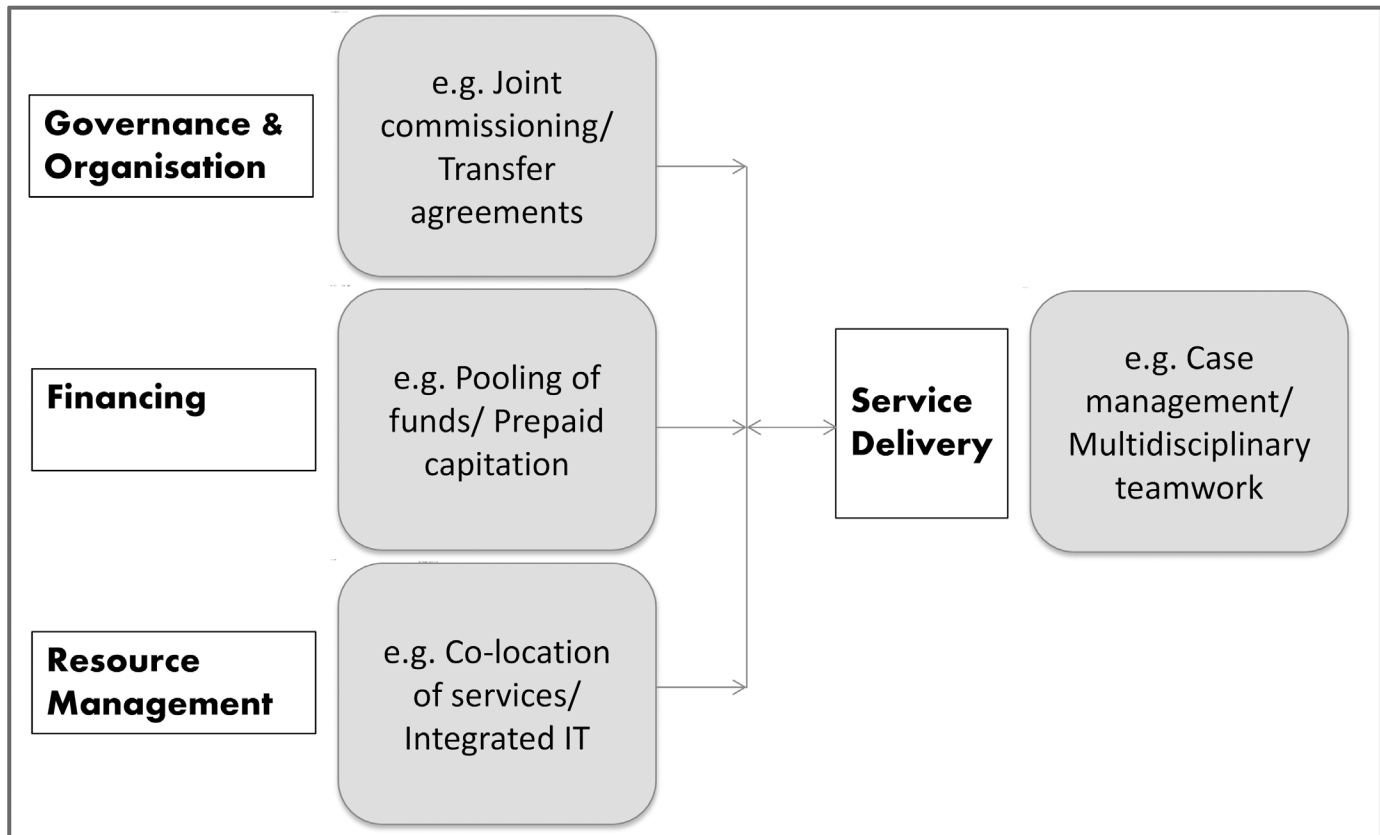 Governance &
Organisation
e.g. Joint
commissioning/
Transfer
agreements
Financing
e.g. Pooling of
funds/ Prepaid
capitation
Resource
Management
e.g. Co-location
of services/
Integrated IT
Service
Delivery
e.g. Case
management/
Multidisciplinary
teamwork